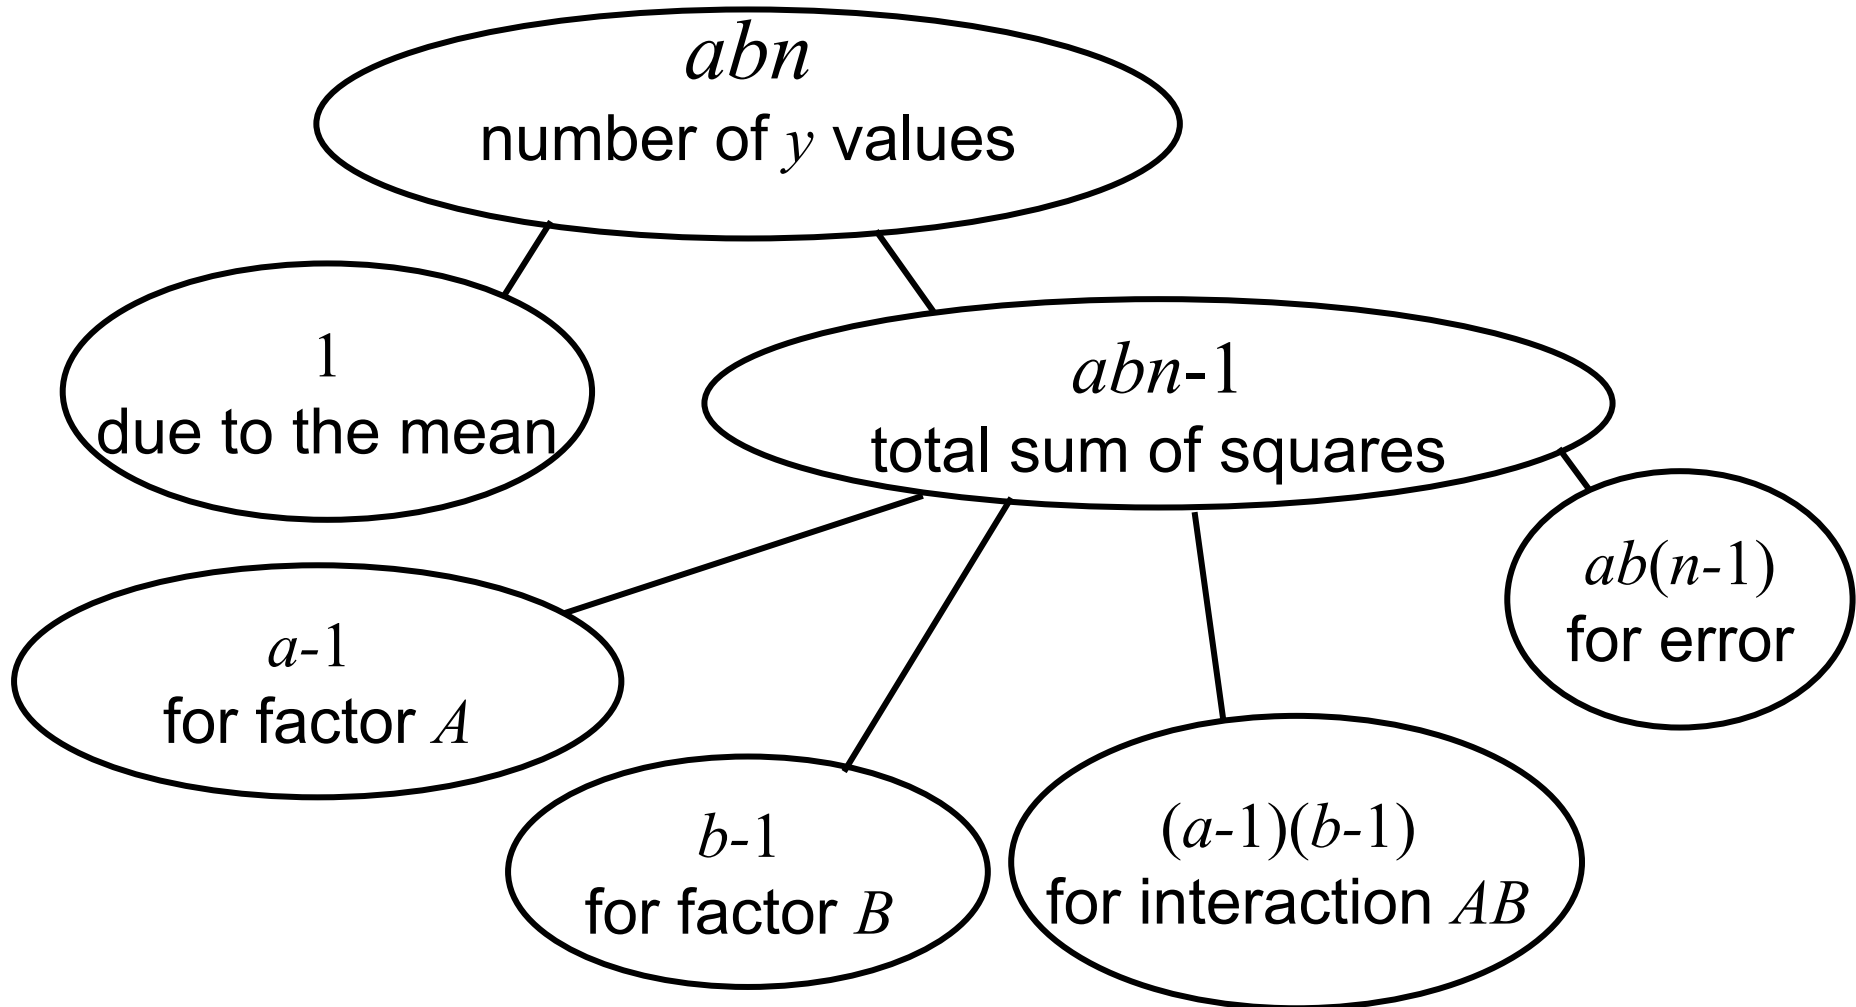 abn
number of y values
1
due to the mean
abn-1
total sum of squares
ab(n-1)
for error
a-1
for factor A
b-1
for factor B
(a-1)(b-1)
for interaction AB